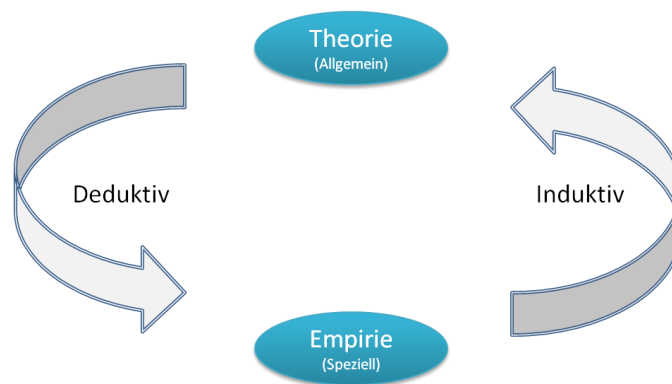 Theorie
(Allgemein)
Deduktiv
Induktiv
Empirie
(Speziell)